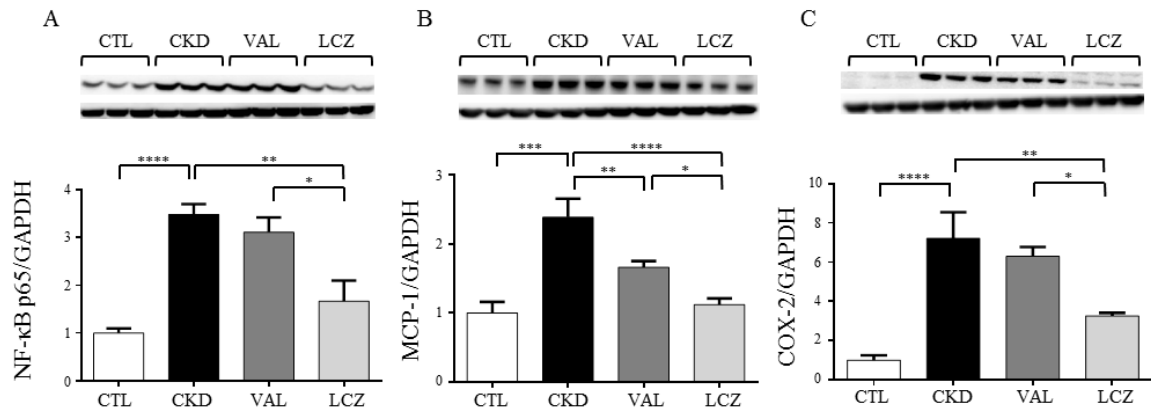 A
CTL CKD VAL LCZ
**** ** *
NF-κB p65/GAPDH
4
3
2
1
0
CTL CKD VAL LCZ
B
CTL CKD VAL LCZ
*** **** ** *
MCP-1/GAPDH
3
2
1
0
CTL CKD VAL LCZ
C
CTL CKD VAL LCZ
**** ** *
COX-2/GAPDH
10
8
6
4
2
0
CTL CKD VAL LCZ